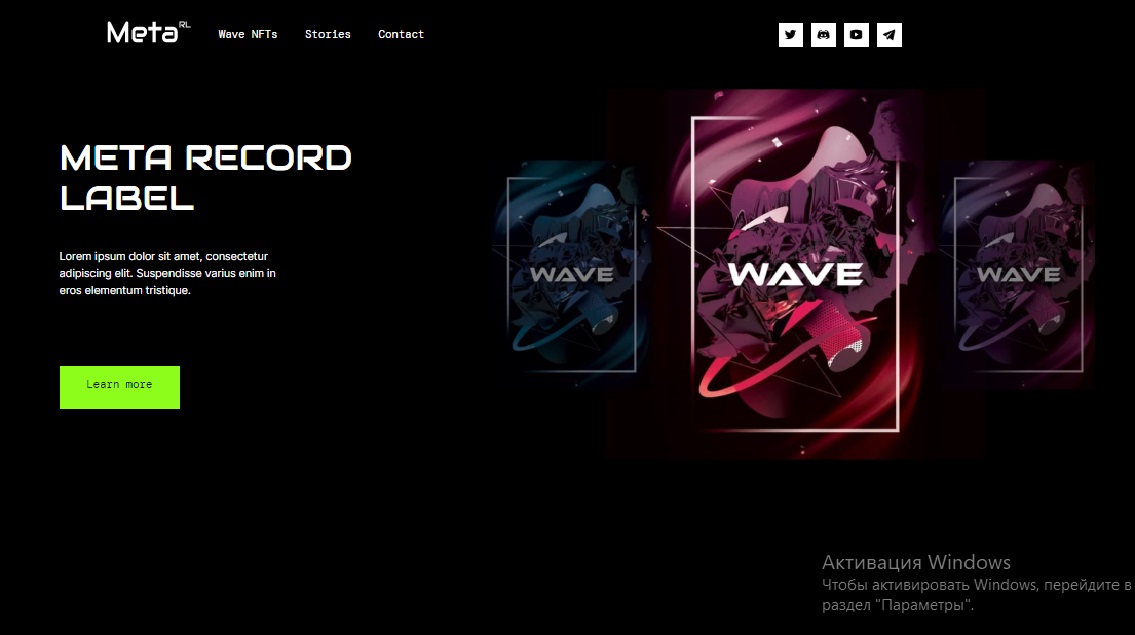 Meta RL
Wave NFTs
Stories
Contact
META RECORD
LABEL
Lorem ipsum dolor sit amet, consectetur
adipiscing elit. Suspendisse varius enim in
eros elementum tristique.
Learn more
WAVE
WAVE
WAVE
Активация Windows
Чтобы активировать Windows, перейдите в
раздел "Параметры".